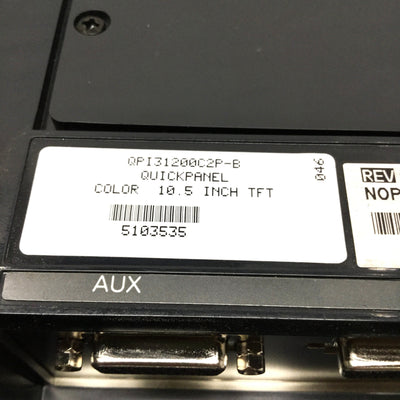 QPI31200C2P-B
QUICKPANEL
COLOR 10.5 INCH TFT
5103535
046
REV
NOP
AUX